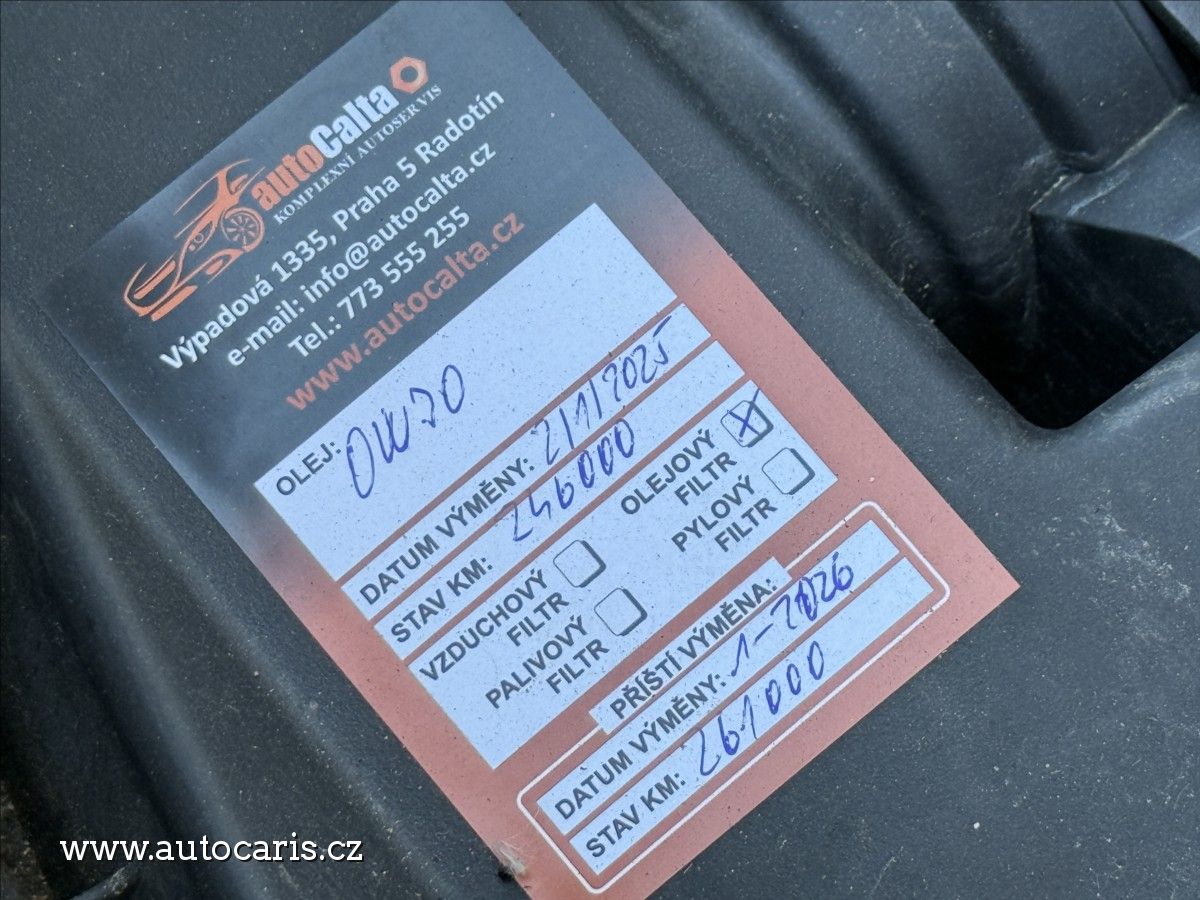 autoCalta
KOMPLEXNÍ AUTOSERVIS
Výpadová 1335, Praha 5 Radotín
e-mail: info@autocalta.cz
Tel.: 773 555 255
www.autocalta.cz
OLEJ: 0W30
DATUM VÝMĚNY: 2/1/2025
STAV KM: 246000
VZDUCHOVÝ FILTR
OLEJOVÝ FILTR X
PALIVOVÝ FILTR
PYLOVÝ FILTR
PŘÍŠTÍ VÝMĚNA:
DATUM VÝMĚNY: 1-2026
STAV KM: 261000
www.autocaris.cz